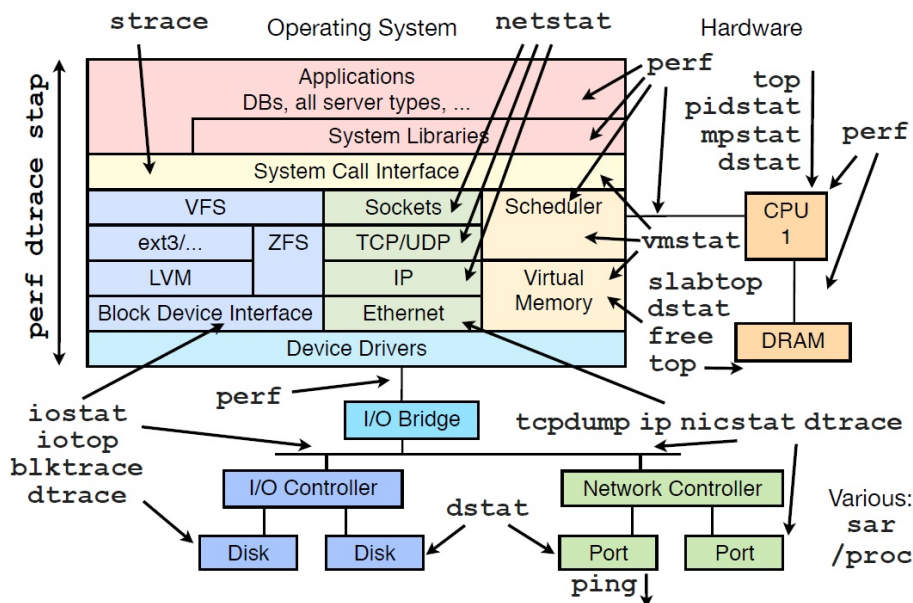 strace
Operating System
netstat
Hardware
perf dtrace stap
Applications
DBs, all server types, ...
System Libraries
System Call Interface
perf
top
pidstat
mpstat
dstat
perf
VFS
Sockets
Scheduler
CPU
1
ext3/...
ZFS
TCP/UDP
vmstat
LVM
IP
Virtual
Memory
slabtop
dstat
free
top
DRAM
Block Device Interface
Ethernet
Device Drivers
perf
iostat
iotop
blktrace
dtrace
I/O Bridge
tcpdump ip nicstat dtrace
I/O Controller
Network Controller
dstat
Various:
sar
/proc
Disk
Disk
Port
Port
ping